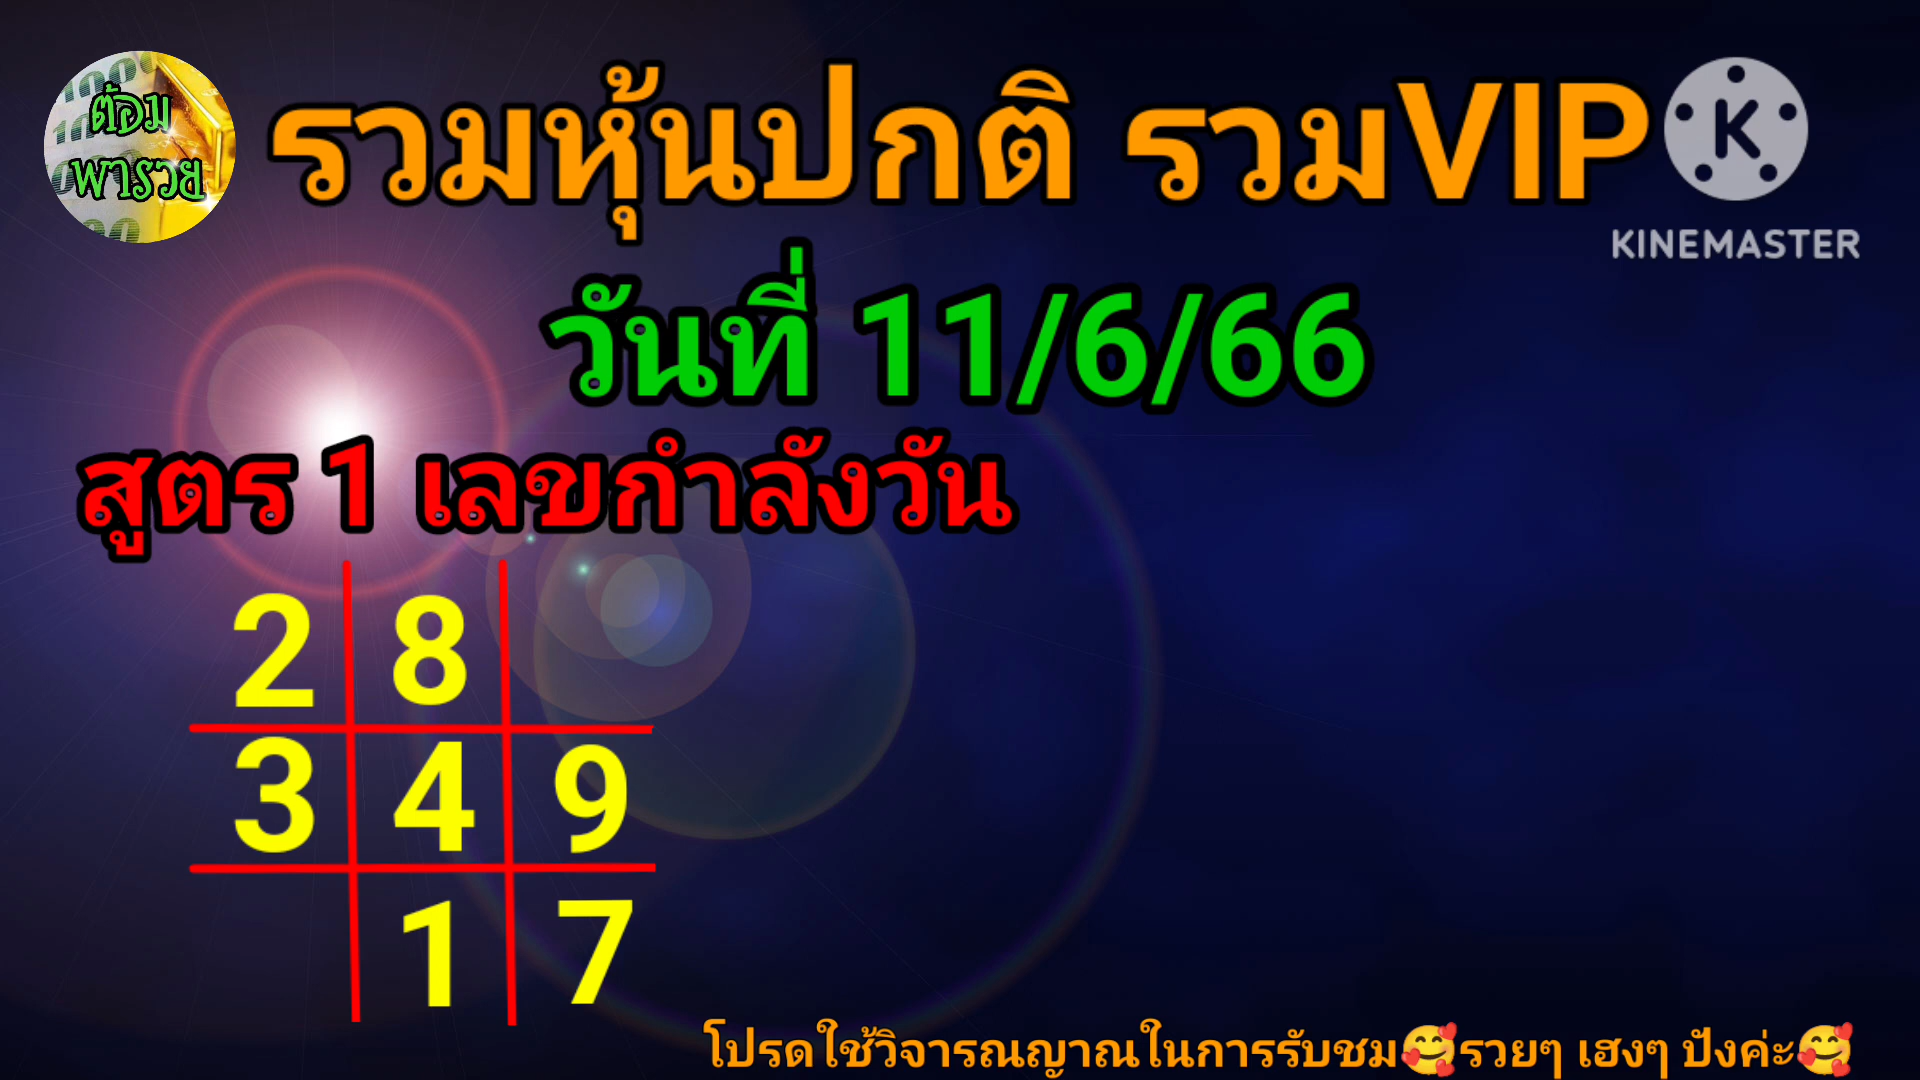 ต้อม
พารวย
รวมหุ้นปกติ รวมVIP
K
KINEMASTER
วันที่ 11/6/66
สูตร 1 เลขกำลังวัน
2 8
3 4 9
1 7
โปรดใช้วิจารณญาณในการรับชม🥰รวยๆ เฮงๆ ปังค่ะ🥰